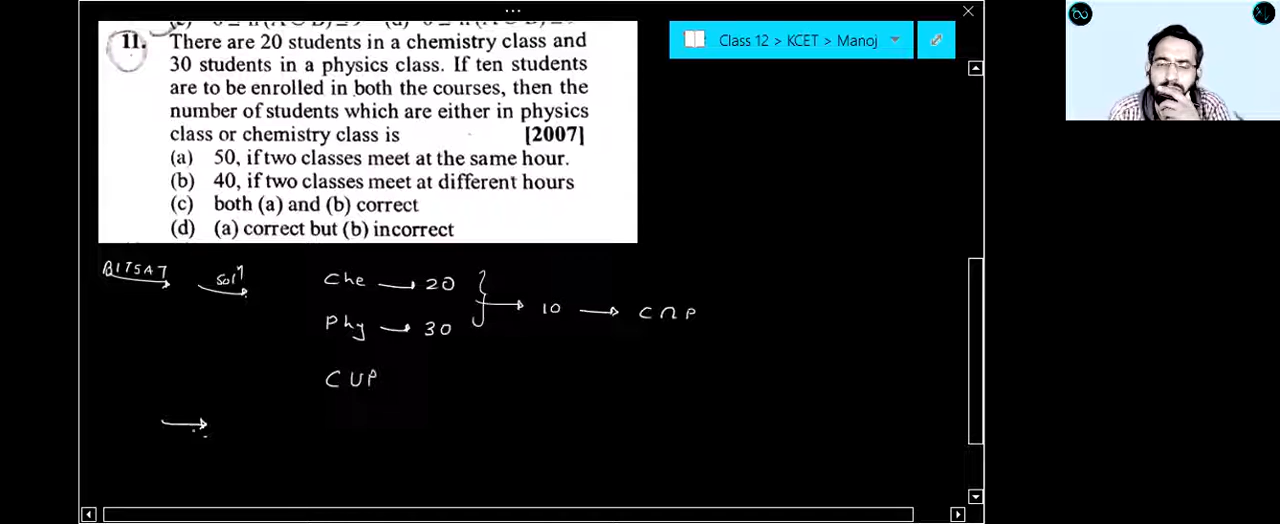 Class 12 > KCET > Manoj
11. There are 20 students in a chemistry class and
30 students in a physics class. If ten students
are to be enrolled in both the courses, then the
number of students which are either in physics
class or chemistry class is [2007]
(a) 50, if two classes meet at the same hour.
(b) 40, if two classes meet at different hours
(c) both (a) and (b) correct
(d) (a) correct but (b) incorrect
BITSAT Solⁿ Che → 20
Phy → 30 } → 10 → C ∩ P
C ∪ P